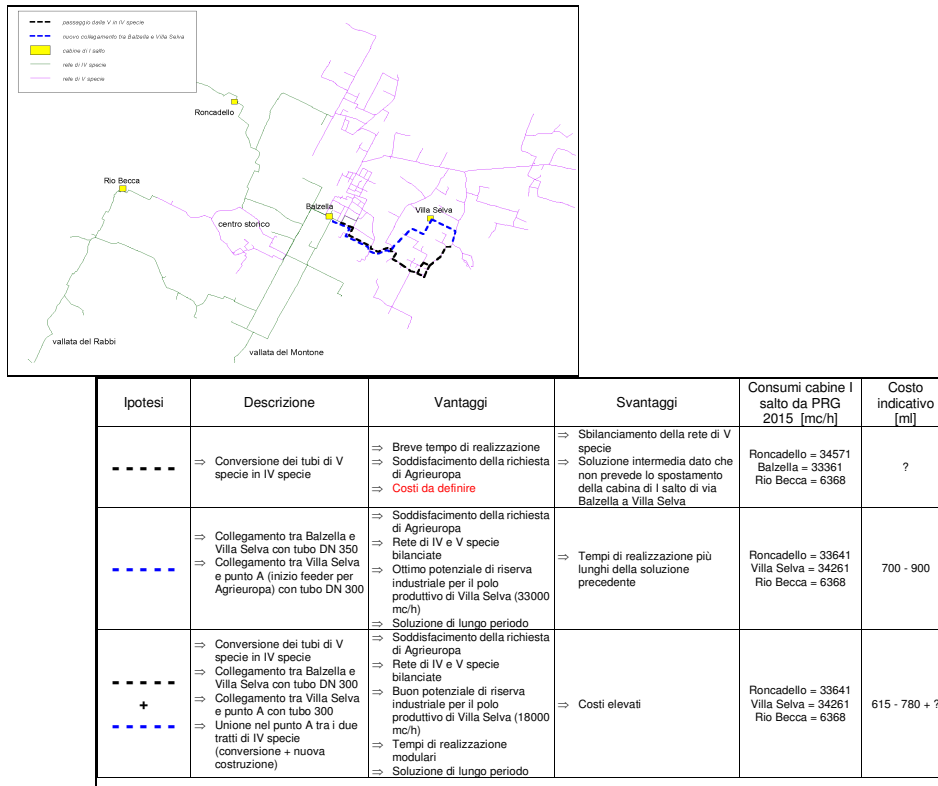 passaggio dalla V in IV specie
nuovo collegamento tra Balzella e Villa Selva
cabine di I salto
rete di IV specie
rete di V specie
Roncadello
Rio Becca
Balzella
Villa Selva
centro storico
vallata del Rabbi
vallata del Montone
Ipotesi
Descrizione
Vantaggi
Svantaggi
Consumi cabine I
salto da PRG
2015 [mc/h]
Costo
indicativo
[ml]
⇒ Conversione dei tubi di V
specie in IV specie
⇒ Breve tempo di realizzazione
⇒ Soddisfacimento della richiesta
di Agrieuropa
⇒ Costi da definire
⇒ Sbilanciamento della rete di V
specie
⇒ Soluzione intermedia dato che
non prevede lo spostamento
della cabina di I salto di via
Balzella a Villa Selva
Roncadello = 34571
Balzella = 33361
Rio Becca = 6368
?
⇒ Collegamento tra Balzella e
Villa Selva con tubo DN 350
⇒ Collegamento tra Villa Selva
e punto A (inizio feeder per
Agrieuropa) con tubo DN 300
⇒ Soddisfacimento della richiesta
di Agrieuropa
⇒ Rete di IV e V specie
bilanciate
⇒ Ottimo potenziale di riserva
industriale per il polo
produttivo di Villa Selva (33000
mc/h)
⇒ Soluzione di lungo periodo
⇒ Tempi di realizzazione più
lunghi della soluzione
precedente
Roncadello = 33641
Villa Selva = 34261
Rio Becca = 6368
700 - 900
+
⇒ Conversione dei tubi di V
specie in IV specie
⇒ Collegamento tra Balzella e
Villa Selva con tubo DN 300
⇒ Collegamento tra Villa Selva
e punto A con tubo 300
⇒ Unione nel punto A tra i due
tratti di IV specie
(conversione + nuova
costruzione)
⇒ Soddisfacimento della richiesta
di Agrieuropa
⇒ Rete di IV e V specie
bilanciate
⇒ Buon potenziale di riserva
industriale per il polo
produttivo di Villa Selva (18000
mc/h)
⇒ Tempi di realizzazione
modulari
⇒ Soluzione di lungo periodo
⇒ Costi elevati
Roncadello = 33641
Villa Selva = 34261
Rio Becca = 6368
615 - 780 + ?